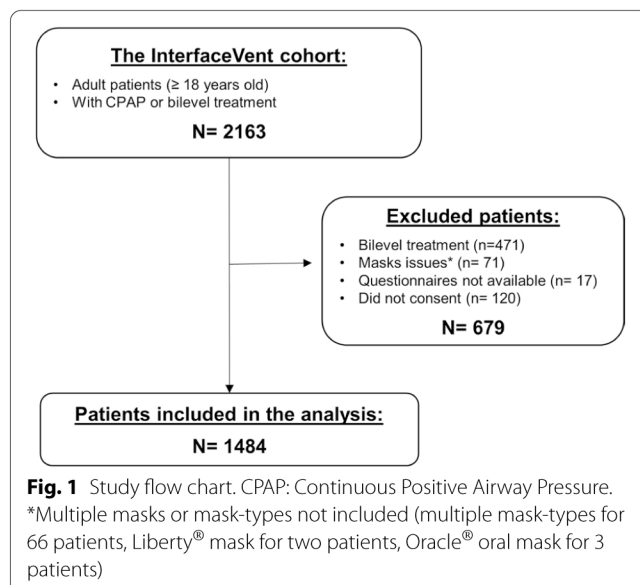 The InterfaceVent cohort:
• Adult patients (≥ 18 years old)
• With CPAP or bilevel treatment
N= 2163
Excluded patients:
• Bilevel treatment (n=471)
• Masks issues* (n= 71)
• Questionnaires not available (n= 17)
• Did not consent (n= 120)
N= 679
Patients included in the analysis:
N= 1484
Fig. 1 Study flow chart. CPAP: Continuous Positive Airway Pressure.
*Multiple masks or mask-types not included (multiple mask-types for
66 patients, Liberty® mask for two patients, Oracle® oral mask for 3
patients)